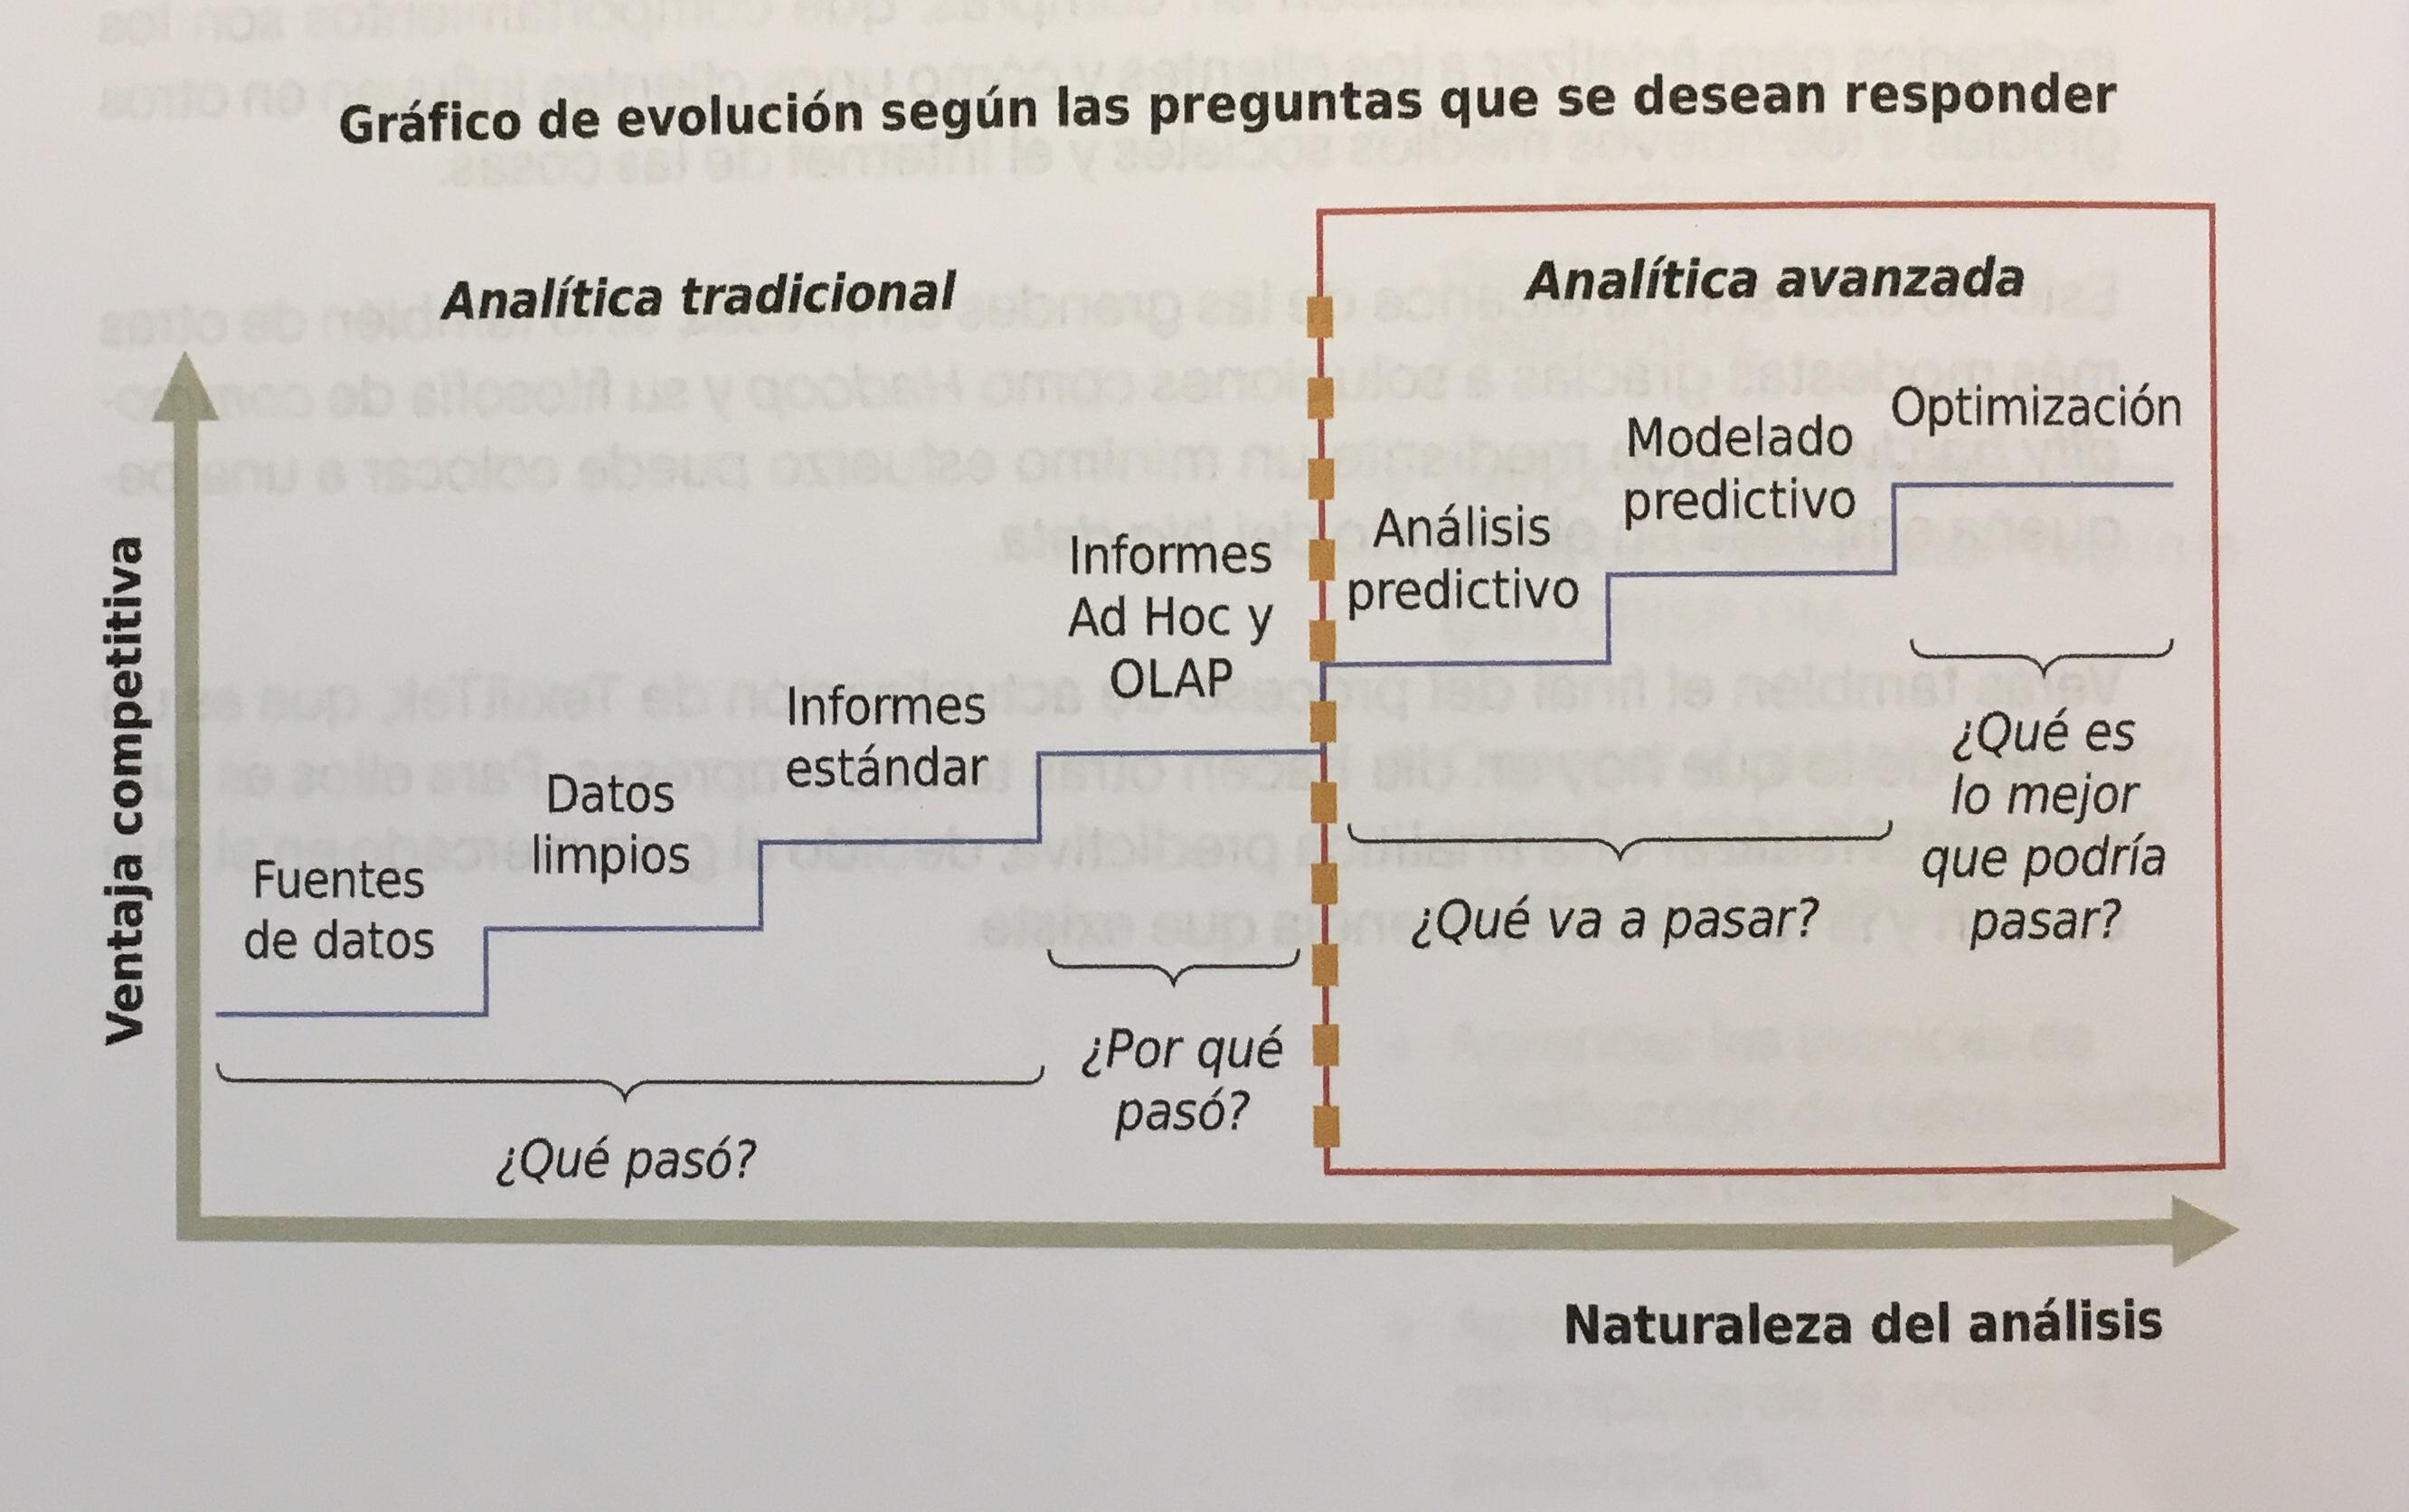 Gráfico de evolución según las preguntas que se desean responder
Analítica tradicional
Analítica avanzada
Ventaja competitiva
Fuentes
de datos
Datos
limpios
Informes
estándar
Informes
Ad Hoc y
OLAP
Análisis
predictivo
Modelado
predictivo
Optimización
¿Qué pasó?
¿Por qué
pasó?
¿Qué va a pasar?
¿Qué es
lo mejor
que podría
pasar?
Naturaleza del análisis